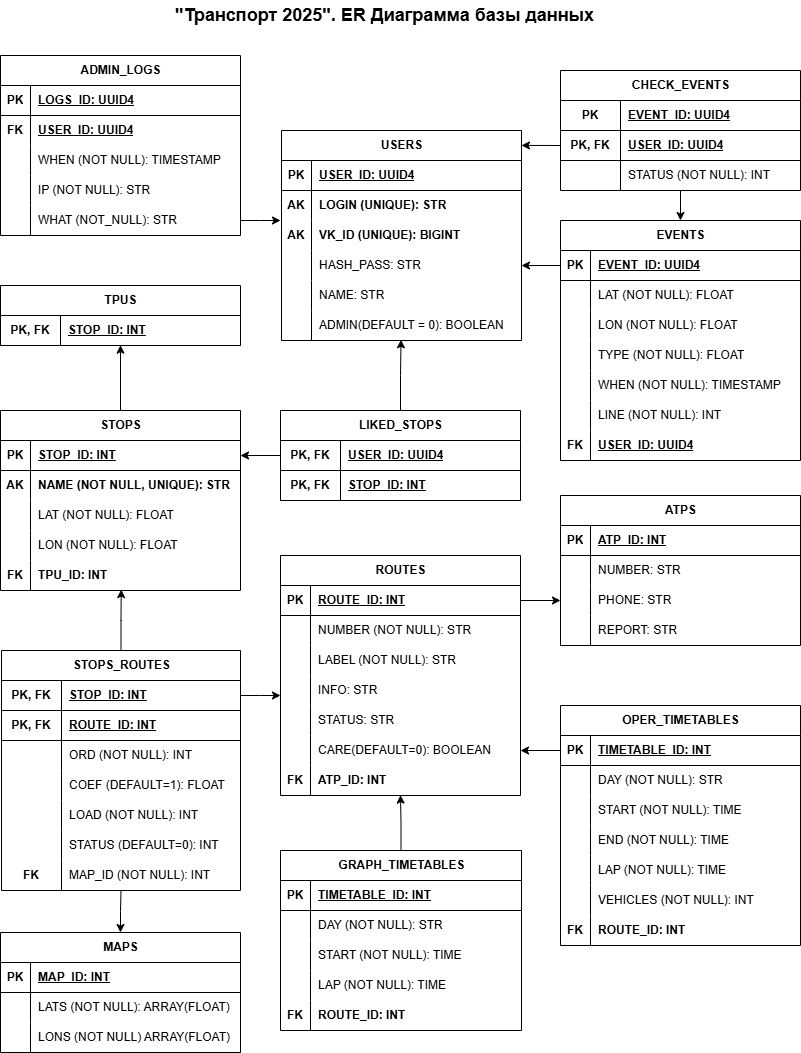 "Транспорт 2025". ER Диаграмма базы данных
ADMIN_LOGS
PK LOGS_ID: UUID4
FK USER_ID: UUID4
WHEN (NOT NULL): TIMESTAMP
IP (NOT NULL): STR
WHAT (NOT_NULL): STR
USERS
PK USER_ID: UUID4
AK LOGIN (UNIQUE): STR
AK VK_ID (UNIQUE): BIGINT
HASH_PASS: STR
NAME: STR
ADMIN(DEFAULT = 0): BOOLEAN
CHECK_EVENTS
PK EVENT_ID: UUID4
PK, FK USER_ID: UUID4
STATUS (NOT NULL): INT
EVENTS
PK EVENT_ID: UUID4
LAT (NOT NULL): FLOAT
LON (NOT NULL): FLOAT
TYPE (NOT NULL): FLOAT
WHEN (NOT NULL): TIMESTAMP
LINE (NOT NULL): INT
FK USER_ID: UUID4
TPUS
PK, FK STOP_ID: INT
STOPS
PK STOP_ID: INT
AK NAME (NOT NULL, UNIQUE): STR
LAT (NOT NULL): FLOAT
LON (NOT NULL): FLOAT
FK TPU_ID: INT
LIKED_STOPS
PK, FK USER_ID: UUID4
PK, FK STOP_ID: INT
ATPS
PK ATP_ID: INT
NUMBER: STR
PHONE: STR
REPORT: STR
ROUTES
PK ROUTE_ID: INT
NUMBER (NOT NULL): STR
LABEL (NOT NULL): STR
INFO: STR
STATUS: STR
CARE(DEFAULT=0): BOOLEAN
FK ATP_ID: INT
STOPS_ROUTES
PK, FK STOP_ID: INT
PK, FK ROUTE_ID: INT
ORD (NOT NULL): INT
COEF (DEFAULT=1): FLOAT
LOAD (NOT NULL): INT
STATUS (DEFAULT=0): INT
FK MAP_ID (NOT NULL): INT
OPER_TIMETABLES
PK TIMETABLE_ID: INT
DAY (NOT NULL): STR
START (NOT NULL): TIME
END (NOT NULL): TIME
LAP (NOT NULL): TIME
VEHICLES (NOT NULL): INT
FK ROUTE_ID: INT
GRAPH_TIMETABLES
PK TIMETABLE_ID: INT
DAY (NOT NULL): STR
START (NOT NULL): TIME
LAP (NOT NULL): TIME
FK ROUTE_ID: INT
MAPS
PK MAP_ID: INT
LATS (NOT NULL): ARRAY(FLOAT)
LONS (NOT NULL) ARRAY(FLOAT)